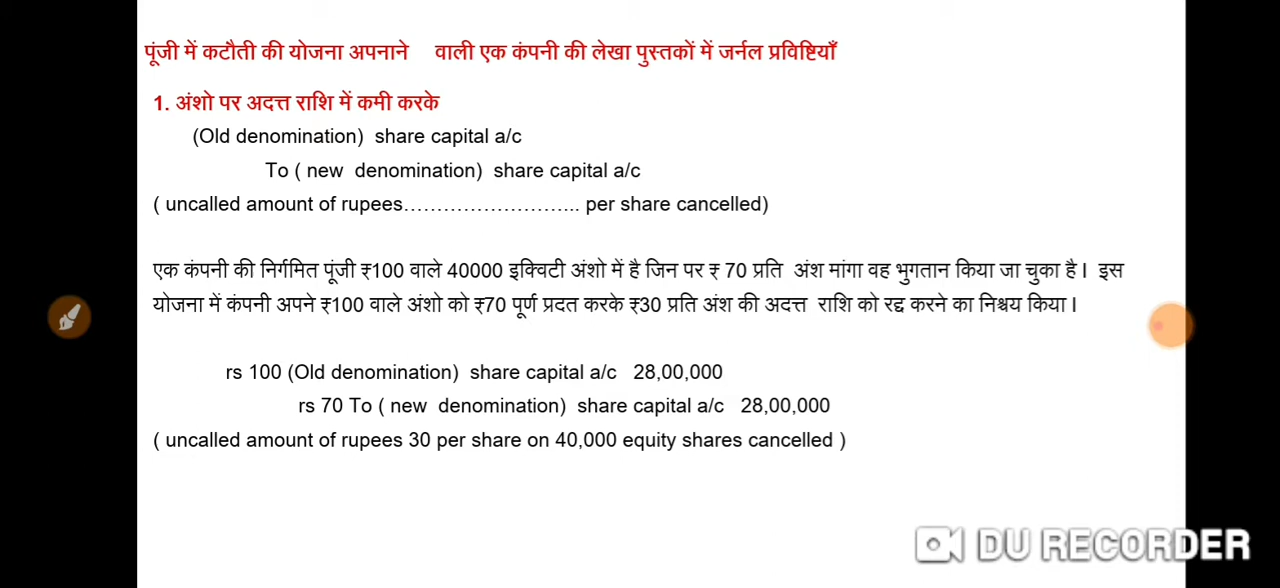 पूंजी में कटौती की योजना अपनाने वाली एक कंपनी की लेखा पुस्तकों में जर्नल प्रविष्टियाँ
1. अंशो पर अदत्त राशि में कमी करके
(Old denomination) share capital a/c
To ( new denomination) share capital a/c
( uncalled amount of rupees…………………….. per share cancelled)
एक कंपनी की निर्गमित पूंजी ₹100 वाले 40000 इक्विटी अंशो में है जिन पर ₹ 70 प्रति अंश मांगा वह भुगतान किया जा चुका है I इस
योजना में कंपनी अपने ₹100 वाले अंशो को ₹70 पूर्ण प्रदत करके ₹30 प्रति अंश की अदत्त राशि को रद्द करने का निश्चय किया I
rs 100 (Old denomination) share capital a/c 28,00,000
rs 70 To ( new denomination) share capital a/c 28,00,000
( uncalled amount of rupees 30 per share on 40,000 equity shares cancelled )
DU RECORDER